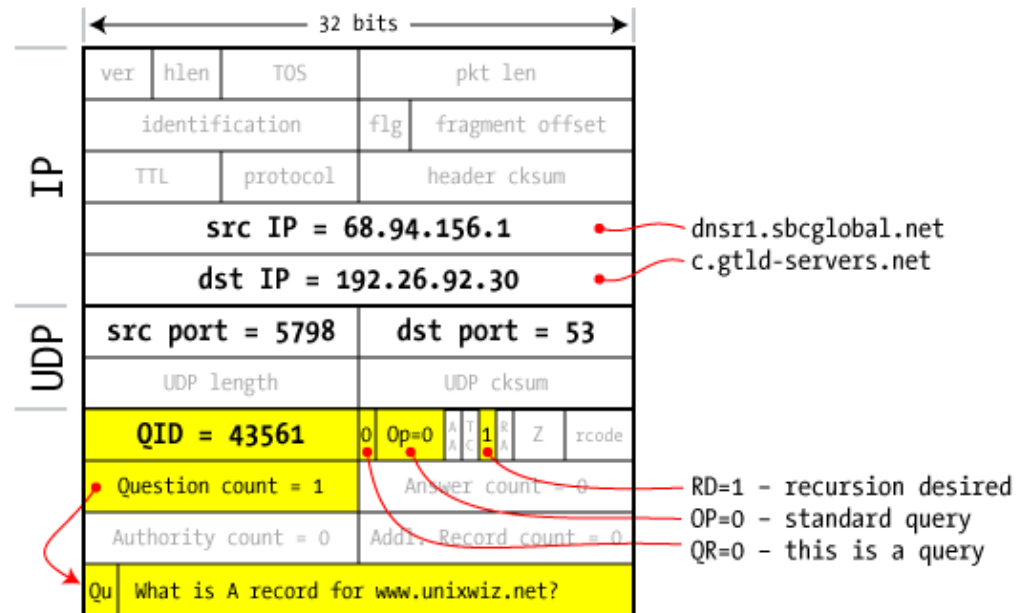 32 bits
ver hlen TOS pkt len
identification flg fragment offset
TTL protocol header cksum
IP
src IP = 68.94.156.1 dnsr1.sbcglobal.net
dst IP = 192.26.92.30 c.gtld-servers.net
UDP
src port = 5798 dst port = 53
UDP length UDP cksum
QID = 43561 0 Op=0 AA TC 1 RA Z rcode
Question count = 1 Answer count = 0 RD=1 – recursion desired
OP=0 – standard query
Authority count = 0 Addl. Record count = 0 QR=0 – this is a query
Qu What is A record for www.unixwiz.net?